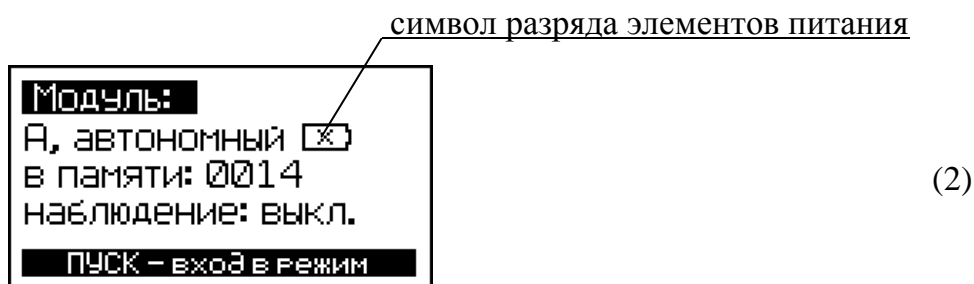 символ разряда элементов питания
Модуль:
А, автономный
в памяти: 0014
(2)
наблюдение: выкл.
ПУСК – вход в режим